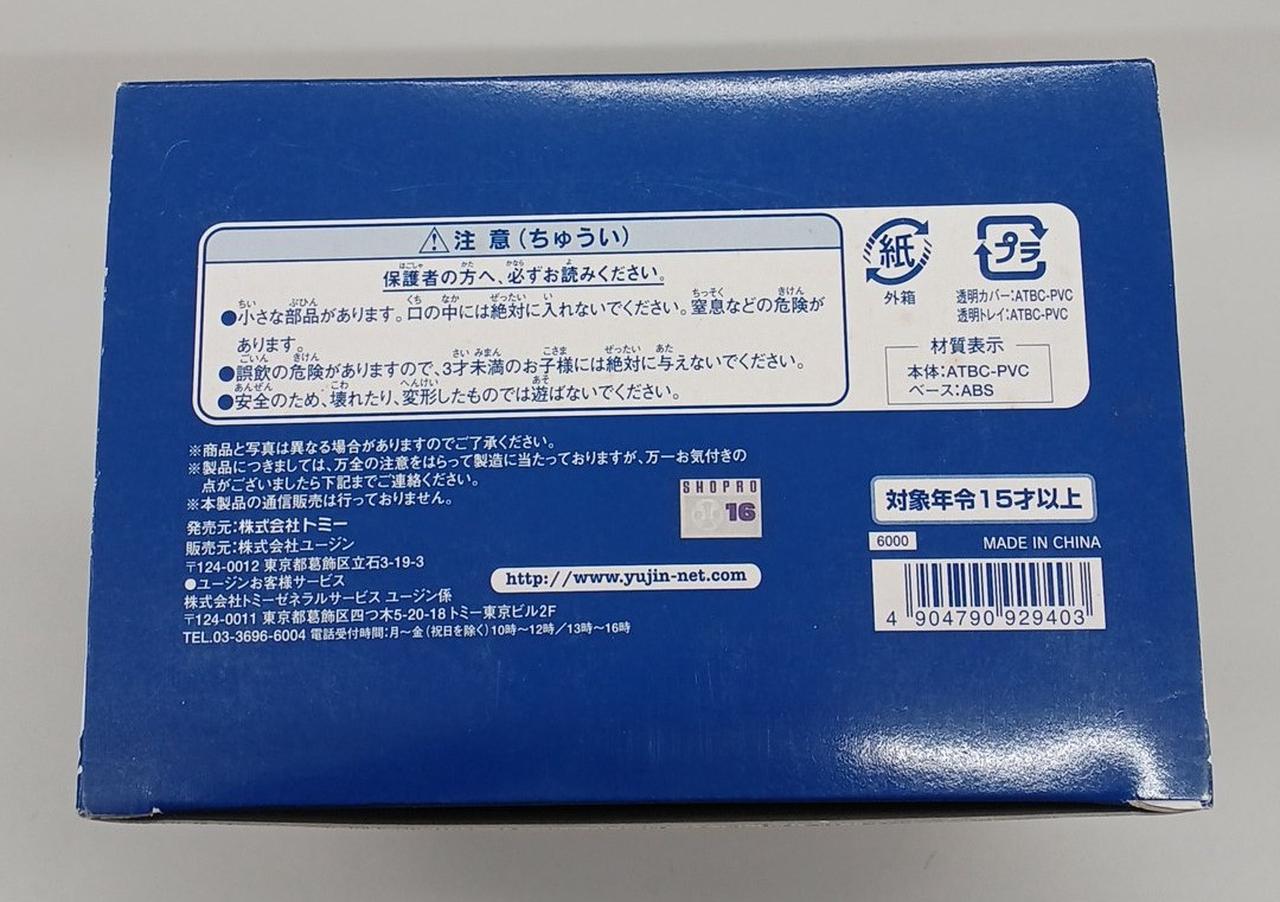 注意(ちゅうい)
保護者の方へ、必ずお読みください。
●小さな部品があります。口の中には絶対に入れないでください。窒息などの危険が
あります。
●誤飲の危険がありますので、3才未満のお子様には絶対に与えないでください。
●安全のため、壊れたり、変形したものでは遊ばないでください。
紙
外箱
プラ
透明カバー:ATBC-PVC
透明トレイ:ATBC-PVC
材質表示
本体:ATBC-PVC
ベース:ABS
※商品と写真は異なる場合がありますのでご了承ください。
※製品につきましては、万全の注意をはらって製造に当たっておりますが、万一お気付きの
点がございましたら下記までご連絡ください。
※本製品の通信販売は行っておりません。
発売元:株式会社トミー
販売元:株式会社ユージン
〒124-0012 東京都葛飾区立石3-19-3
●ユージンお客様サービス
株式会社トミーゼネラルサービス ユージン係
〒124-0011 東京都葛飾区四つ木5-20-18トミー東京ビル2F
TEL.03-3696-6004 電話受付時間:月〜金(祝日を除く)10時〜12時/13時〜16時
SHOPRO
16
http://www.yujin-net.com
対象年令15才以上
6000
MADE IN CHINA
4 904790 929403